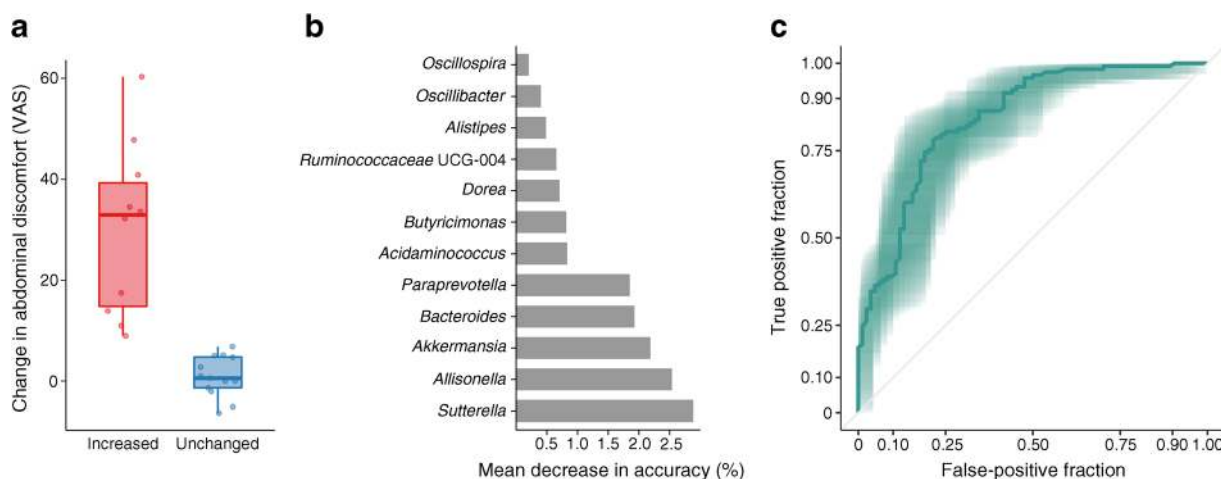 a
Change in abdominal discomfort (VAS)
60
40
20
0
Increased
Unchanged
b
Oscillospira
Oscillibacter
Alistipes
Ruminococcaceae UCG-004
Dorea
Butyricimonas
Acidaminococcus
Paraprevotella
Bacteroides
Akkermansia
Allisonella
Sutterella
0.5 1.0 1.5 2.0 2.5
Mean decrease in accuracy (%)
c
True positive fraction
1.00
0.90
0.75
0.50
0.25
0.10
0
0 0.10 0.25 0.50 0.75 0.90 1.00
False-positive fraction